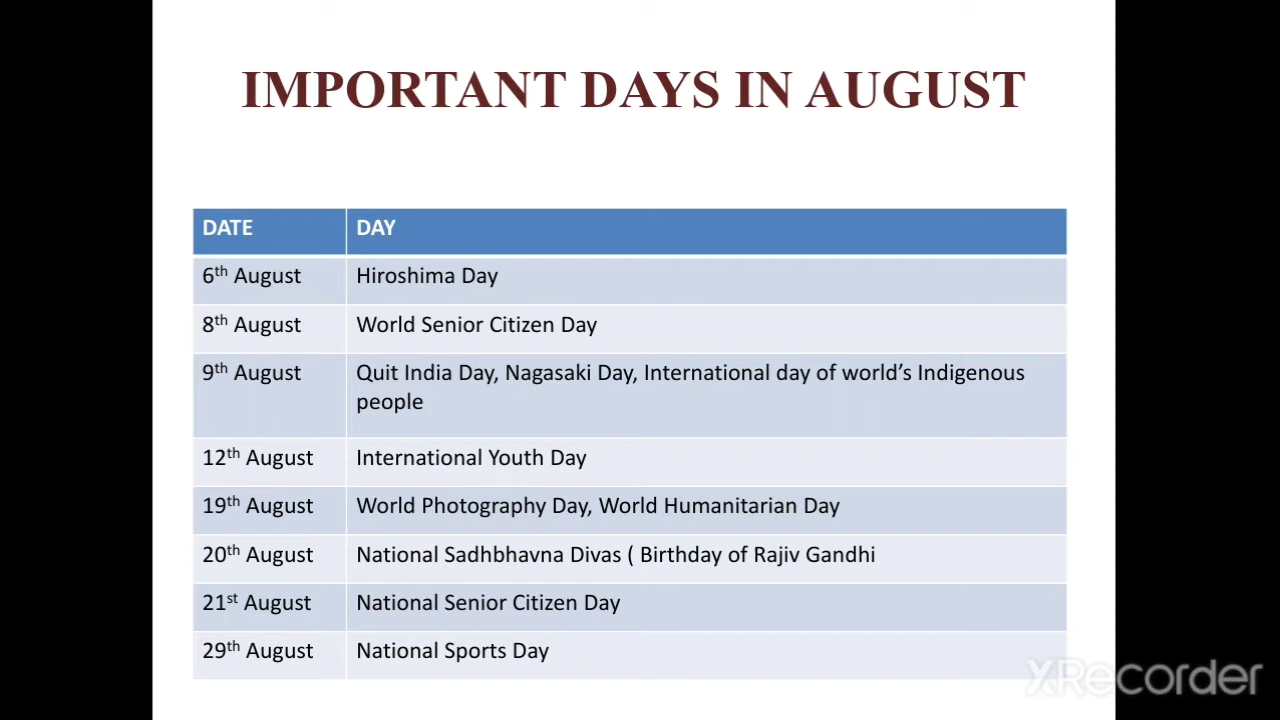 IMPORTANT DAYS IN AUGUST
DATE DAY
6th August Hiroshima Day
8th August World Senior Citizen Day
9th August Quit India Day, Nagasaki Day, International day of world’s Indigenous
people
12th August International Youth Day
19th August World Photography Day, World Humanitarian Day
20th August National Sadhbhavna Divas ( Birthday of Rajiv Gandhi
21st August National Senior Citizen Day
29th August National Sports Day
XRecorder